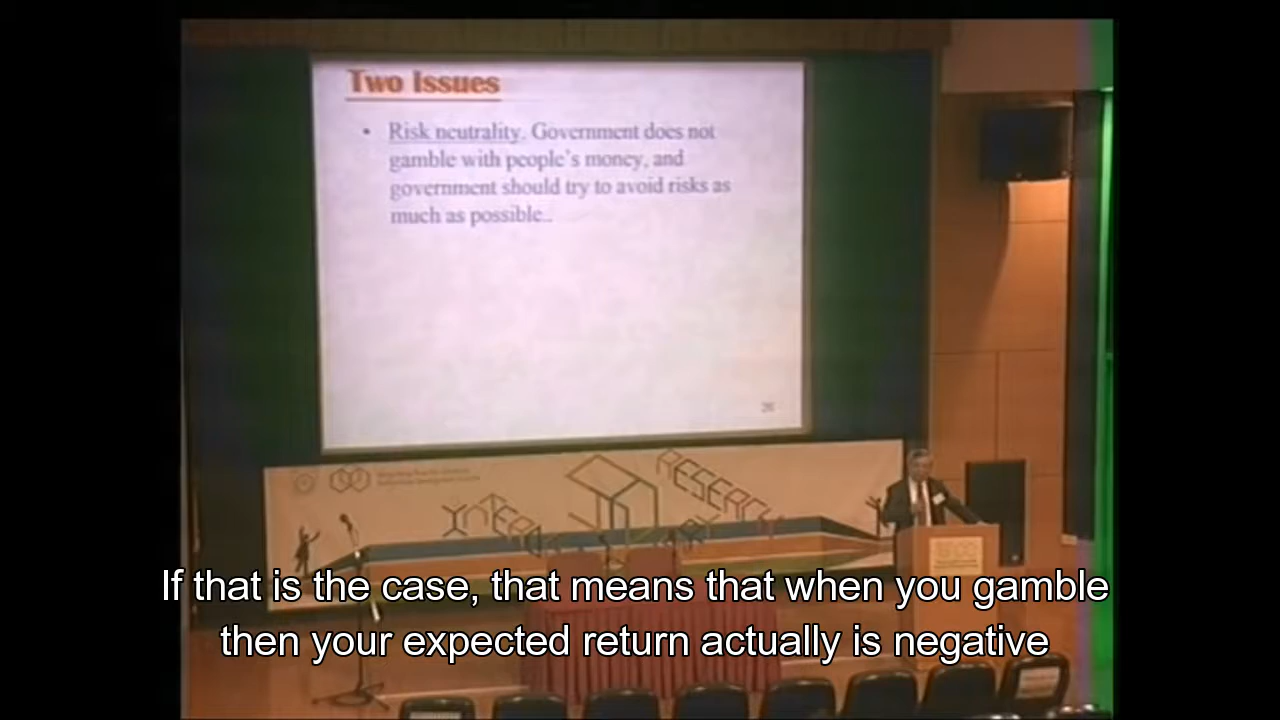 Two Issues
• Risk neutrality. Government does not
gamble with people's money, and
government should try to avoid risks as
much as possible..
26
RESERCH
If that is the case, that means that when you gamble
then your expected return actually is negative